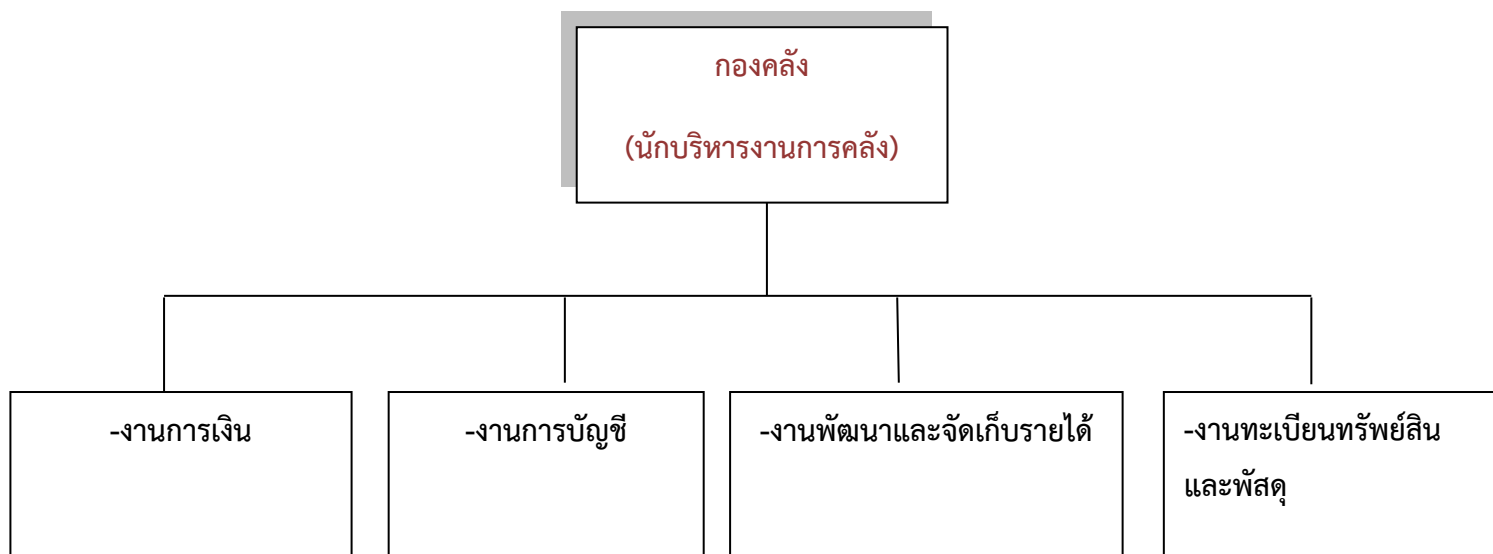 กองคลัง
(นักบริหารงานการคลัง)
-งานการเงิน
-งานการบัญชี
-งานพัฒนาและจัดเก็บรายได้
-งานทะเบียนทรัพย์สิน
และพัสดุ